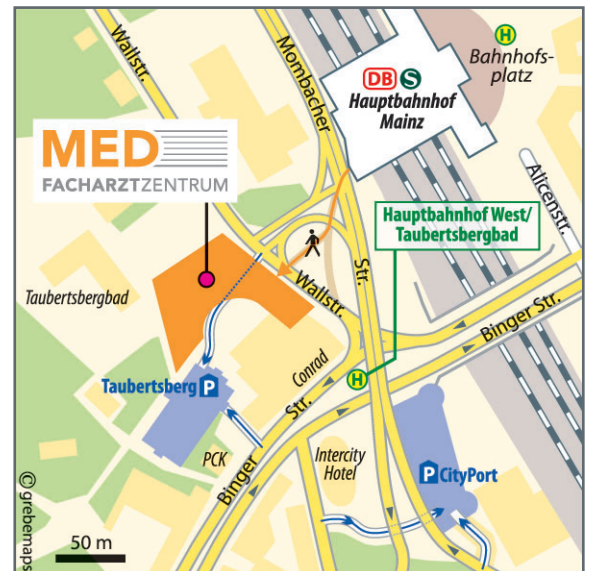 Wallstr.
Mombacher
DB S
Hauptbahnhof
Mainz
H
Bahnhofs-
platz
MED
FACHARZTZENTRUM
Alicenstr.
Hauptbahnhof West/
Taubertsbergbad
Str.
Taubertsbergbad
Wallstr.
Binger Str.
Conrad
H
Taubertsberg P
Str.
PCK
Binger
Intercity
Hotel
P CityPort
© grebemaps
50 m